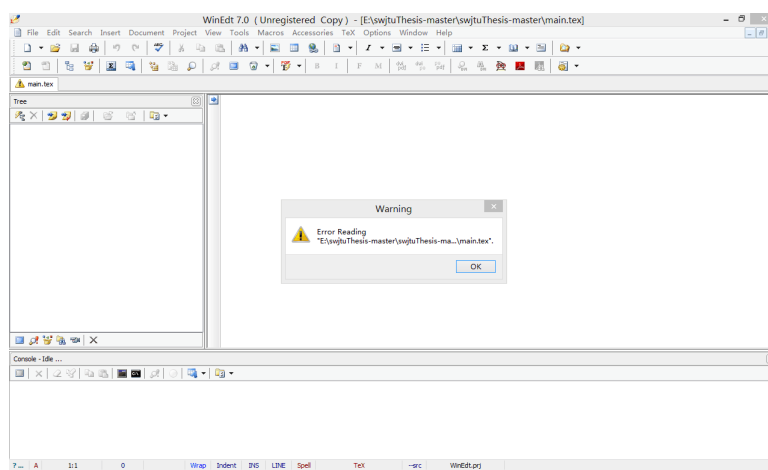 WinEdt 7.0 ( Unregistered Copy ) - [E:\swjtuThesis-master\swjtuThesis-master\main.tex]
File Edit Search Insert Document Project View Tools Macros Accessories TeX Options Window Help
B I F M
main.tex
Tree
Warning
Error Reading
"E:\swjtuThesis-master\swjtuThesis-ma...\main.tex".
OK
Console - Idle ...
? ... A 1:1 0 Wrap Indent INS LINE Spell TeX --src WinEdt.prj